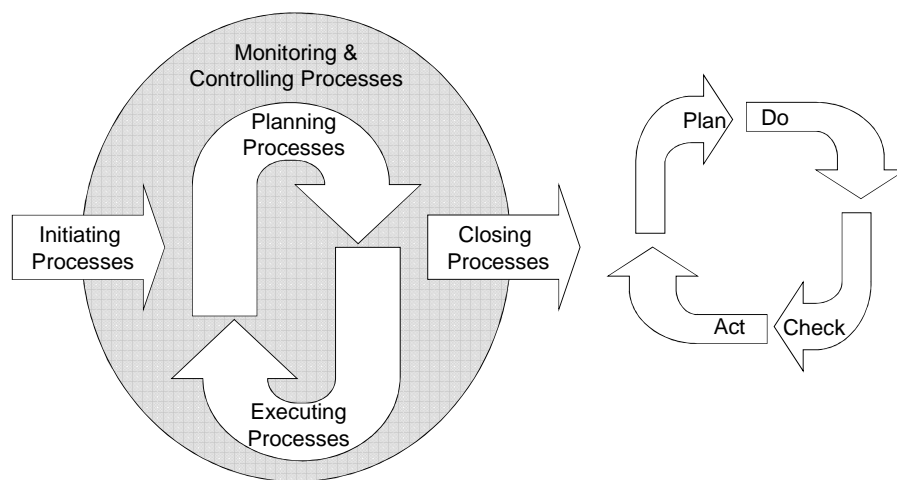 Monitoring &
Controlling Processes
Planning
Processes
Initiating
Processes
Closing
Processes
Executing
Processes
Plan
Do
Act
Check